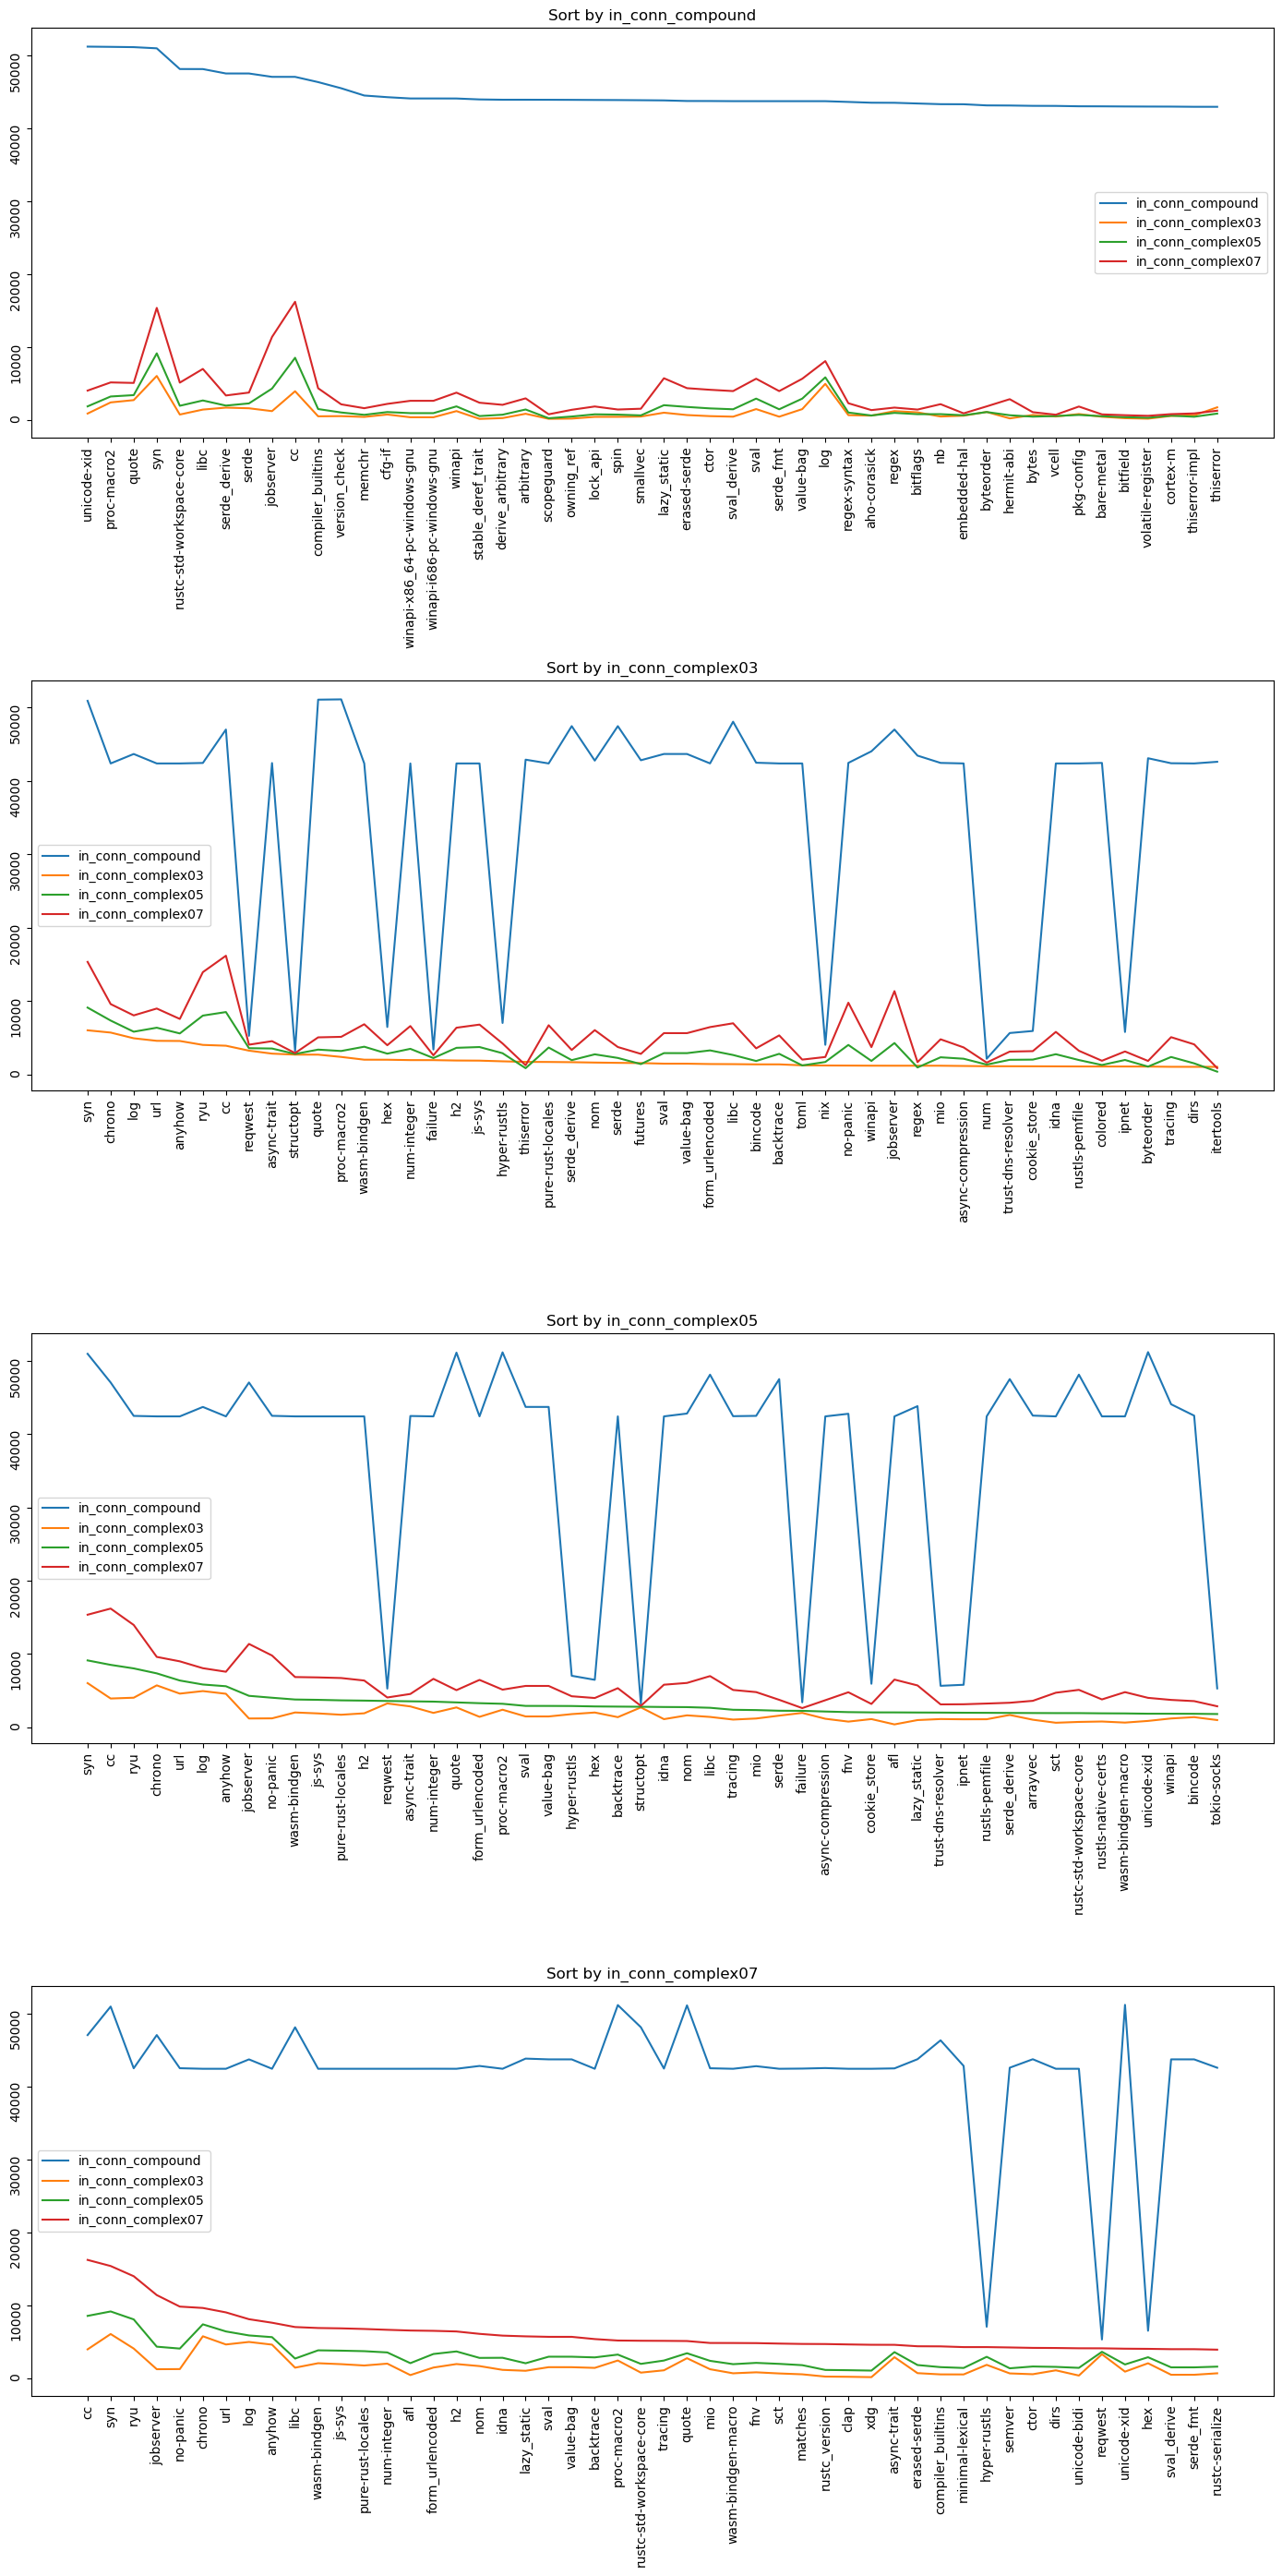 Sort by in_conn_compound
50000
40000
30000
20000
10000
0
in_conn_compound
in_conn_complex03
in_conn_complex05
in_conn_complex07
unicode-xid
proc-macro2
quote
syn
rustc-std-workspace-core
libc
serde_derive
serde
jobserver
cc
compiler_builtins
version_check
memchr
cfg-if
winapi-x86_64-pc-windows-gnu
winapi-i686-pc-windows-gnu
winapi
stable_deref_trait
derive_arbitrary
arbitrary
scopeguard
owning_ref
lock_api
spin
smallvec
lazy_static
erased-serde
ctor
sval_derive
sval
serde_fmt
value-bag
log
regex-syntax
aho-corasick
regex
bitflags
nb
embedded-hal
byteorder
hermit-abi
bytes
vcell
pkg-config
bare-metal
bitfield
volatile-register
cortex-m
thiserror-impl
thiserror
Sort by in_conn_complex03
50000
40000
30000
20000
10000
0
in_conn_compound
in_conn_complex03
in_conn_complex05
in_conn_complex07
syn
chrono
log
url
anyhow
ryu
cc
reqwest
async-trait
structopt
quote
proc-macro2
wasm-bindgen
hex
num-integer
failure
h2
js-sys
hyper-rustls
thiserror
pure-rust-locales
serde_derive
nom
serde
futures
sval
value-bag
form_urlencoded
libc
bincode
backtrace
toml
nix
no-panic
winapi
jobserver
regex
mio
async-compression
num
trust-dns-resolver
cookie_store
idna
rustls-pemfile
colored
ipnet
byteorder
tracing
dirs
itertools
Sort by in_conn_complex05
50000
40000
30000
20000
10000
0
in_conn_compound
in_conn_complex03
in_conn_complex05
in_conn_complex07
syn
cc
ryu
chrono
url
log
anyhow
jobserver
no-panic
wasm-bindgen
js-sys
pure-rust-locales
h2
reqwest
async-trait
num-integer
quote
form_urlencoded
proc-macro2
sval
value-bag
hyper-rustls
hex
backtrace
structopt
idna
nom
libc
tracing
mio
serde
failure
async-compression
fnv
cookie_store
afl
lazy_static
trust-dns-resolver
ipnet
rustls-pemfile
serde_derive
arrayvec
sct
rustc-std-workspace-core
rustls-native-certs
wasm-bindgen-macro
unicode-xid
winapi
bincode
tokio-socks
Sort by in_conn_complex07
50000
40000
30000
20000
10000
0
in_conn_compound
in_conn_complex03
in_conn_complex05
in_conn_complex07
cc
syn
ryu
jobserver
no-panic
chrono
url
log
anyhow
libc
wasm-bindgen
js-sys
pure-rust-locales
num-integer
afl
form_urlencoded
h2
nom
idna
lazy_static
sval
value-bag
backtrace
proc-macro2
rustc-std-workspace-core
tracing
quote
mio
wasm-bindgen-macro
fnv
sct
matches
rustc_version
clap
xdg
async-trait
erased-serde
compiler_builtins
minimal-lexical
hyper-rustls
semver
ctor
dirs
unicode-bidi
reqwest
unicode-xid
hex
sval_derive
serde_fmt
rustc-serialize